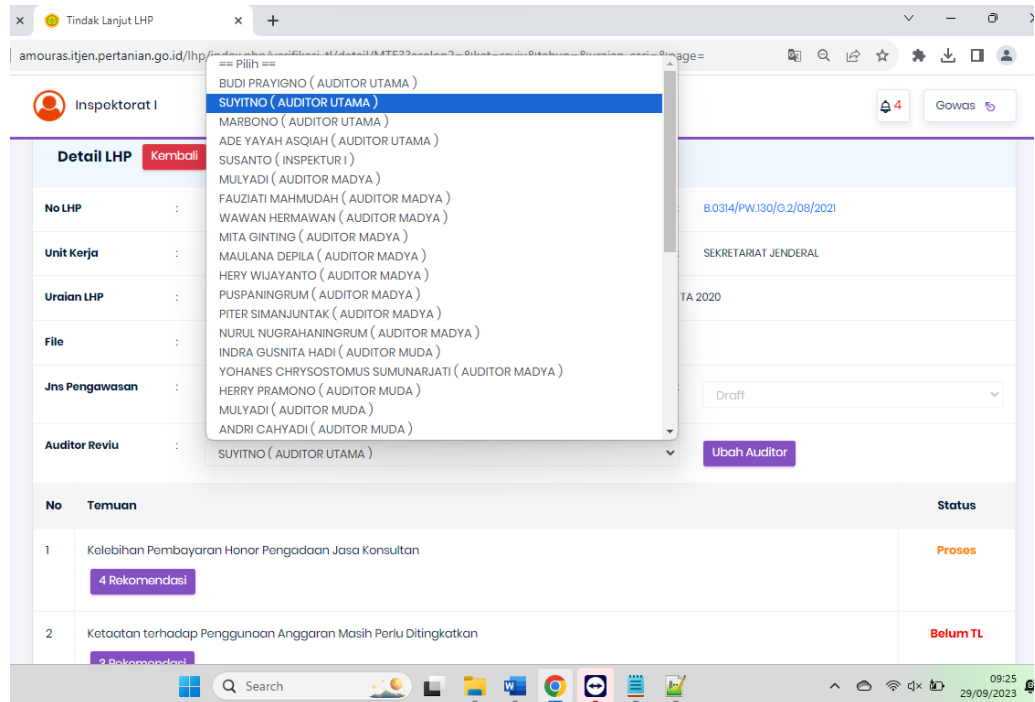 Tindak Lanjut LHP
amouras.itjen.pertanian.go.id/lhp/index.php/verifikasi_tl/detail/
== Pilih ==
BUDI PRAYIGNO ( AUDITOR UTAMA )
SUYITNO ( AUDITOR UTAMA )
MARBONO ( AUDITOR UTAMA )
ADE YAYAH ASQIAH ( AUDITOR UTAMA )
SUSANTO ( INSPEKTUR I )
MULYADI ( AUDITOR MADYA )
FAUZIATI MAHMUDAH ( AUDITOR MADYA )
WAWAN HERMAWAN ( AUDITOR MADYA )
MITA GINTING ( AUDITOR MADYA )
MAULANA DEPILA ( AUDITOR MADYA )
HERY WIJAYANTO ( AUDITOR MADYA )
PUSPANINGRUM ( AUDITOR MADYA )
PITER SIMANJUNTAK ( AUDITOR MADYA )
NURUL NUGRAHANINGRUM ( AUDITOR MADYA )
INDRA GUSNITA HADI ( AUDITOR MUDA )
YOHANES CHRYSOSTOMUS SUMUNARJATI ( AUDITOR MADYA )
HERRY PRAMONO ( AUDITOR MUDA )
MULYADI ( AUDITOR MUDA )
ANDRI CAHYADI ( AUDITOR MUDA )
Inspektorat I
4 Gowas
Detail LHP Kembali
No LHP : : B.0314/PW.130/G.2/08/2021
Unit Kerja : : SEKRETARIAT JENDERAL
Uraian LHP : TA 2020
File :
Jns Pengawasan : : Draff
Auditor Reviu : SUYITNO ( AUDITOR UTAMA ) Ubah Auditor
No Temuan Status
1 Kelebihan Pembayaran Honor Pengadaan Jasa Konsultan Proses
4 Rekomendasi
2 Ketaatan terhadap Penggunaan Anggaran Masih Perlu Ditingkatkan Belum TL
3 Rekomendasi
Search
09:25
29/09/2023